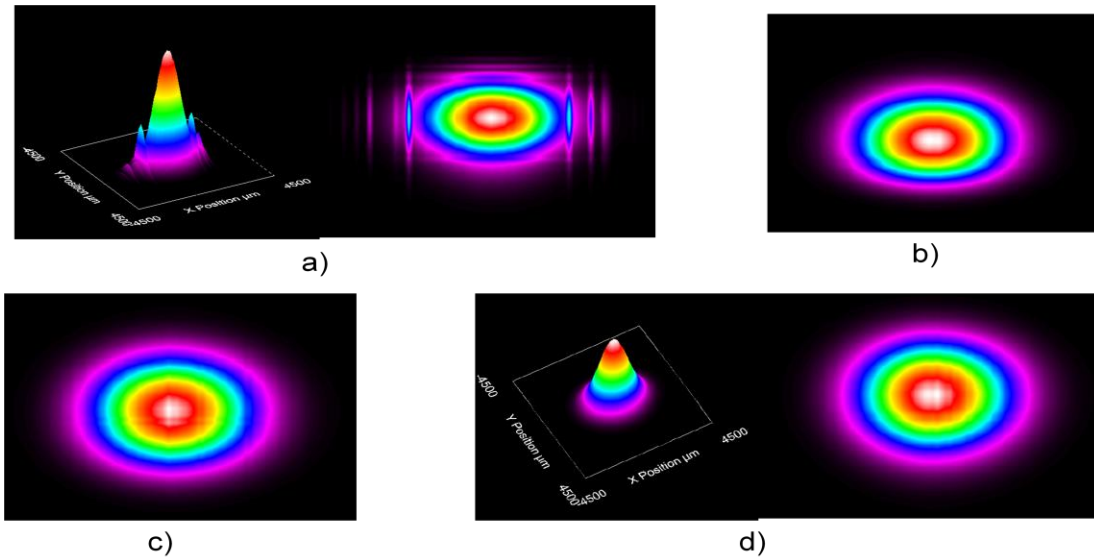 -4500
Y Position µm
4500
-4500
X Position µm
4500
a)
b)
c)
-4500
Y Position µm
4500
-4500
X Position µm
4500
d)